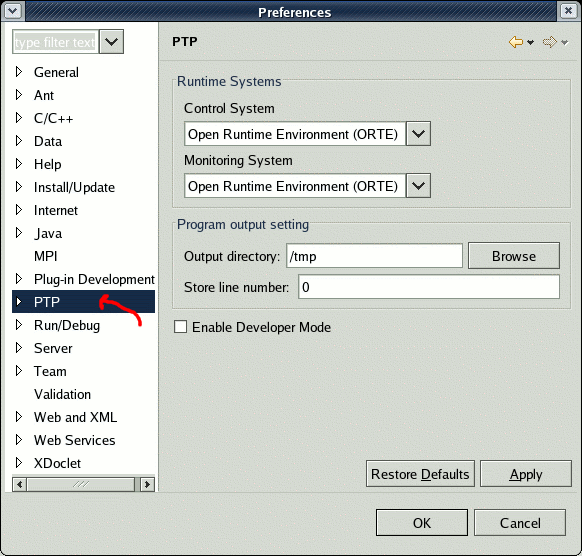 Preferences
type filter text
General
Ant
C/C++
Data
Help
Install/Update
Internet
Java
MPI
Plug-in Development
PTP
Run/Debug
Server
Team
Validation
Web and XML
Web Services
XDoclet
PTP
Runtime Systems
Control System
Open Runtime Environment (ORTE)
Monitoring System
Open Runtime Environment (ORTE)
Program output setting
Output directory: /tmp Browse
Store line number: 0
Enable Developer Mode
Restore Defaults Apply
OK Cancel